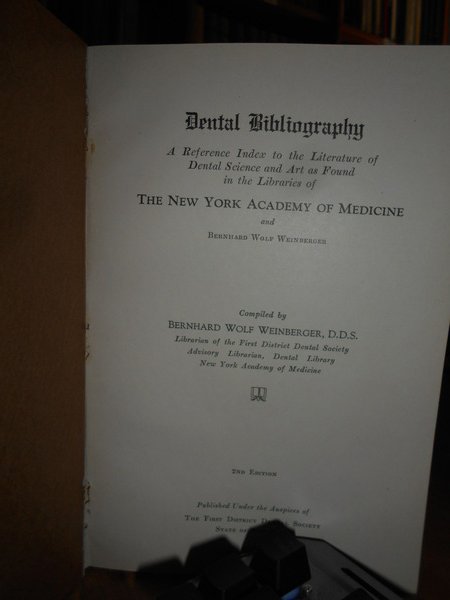 Dental Bibliography
A Reference Index to the Literature of
Dental Science and Art as Found
in the Libraries of
THE NEW YORK ACADEMY OF MEDICINE
and
BERNHARD WOLF WEINBERGER
Compiled by
BERNHARD WOLF WEINBERGER, D.D.S.
Librarian of the First District Dental Society
Advisory Librarian, Dental Library
New York Academy of Medicine
2ND EDITION
Published Under the Auspices of
THE FIRST DISTRICT SOCIETY
STATE